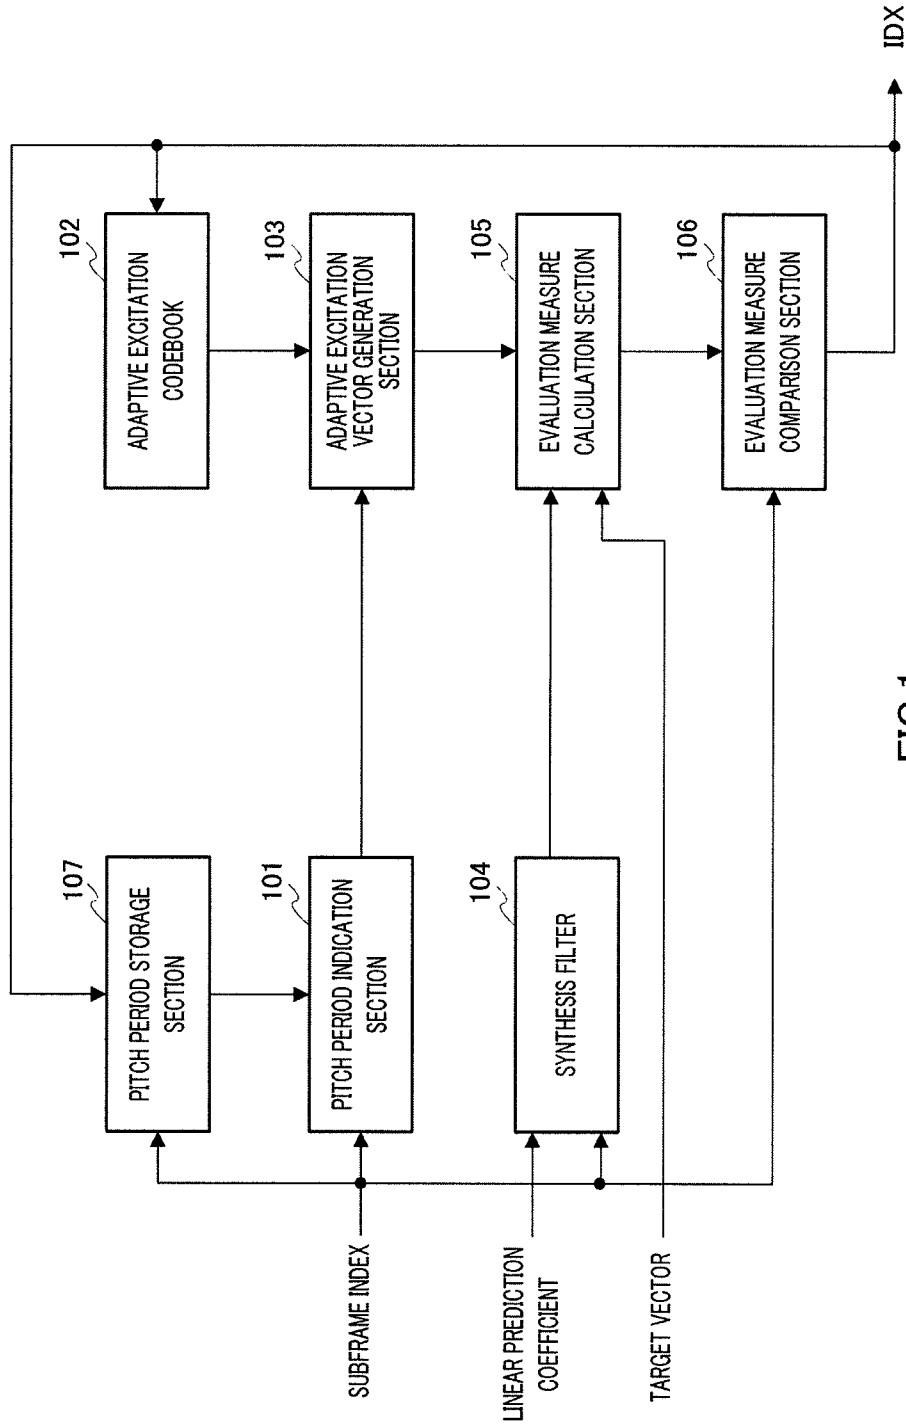 107
PITCH PERIOD STORAGE
SECTION
102
ADAPTIVE EXCITATION
CODEBOOK
SUBFRAME INDEX
101
PITCH PERIOD INDICATION
SECTION
103
ADAPTIVE EXCITATION
VECTOR GENERATION
SECTION
LINEAR PREDICTION
COEFFICIENT
104
SYNTHESIS FILTER
105
EVALUATION MEASURE
CALCULATION SECTION
TARGET VECTOR
106
EVALUATION MEASURE
COMPARISON SECTION
IDX
FIG.1